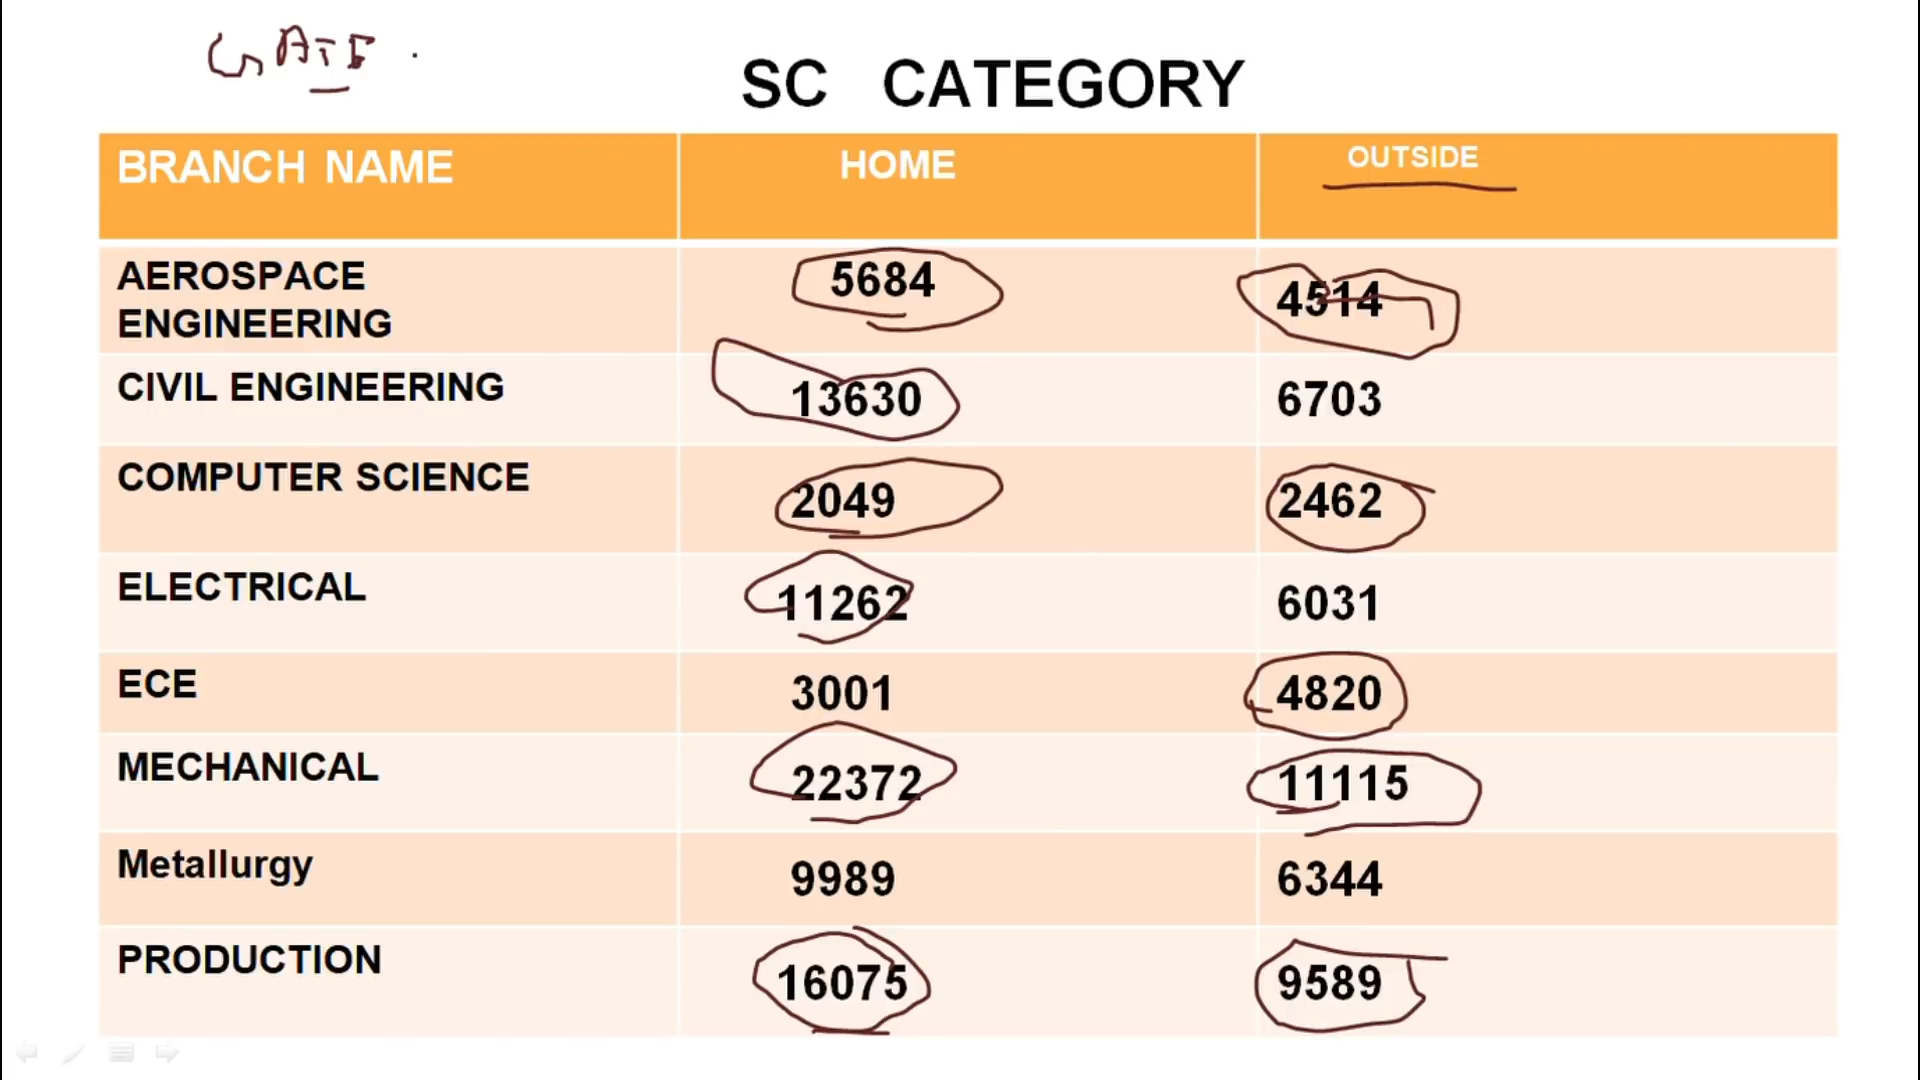 GATE
SC CATEGORY
BRANCH NAME HOME OUTSIDE
AEROSPACE
ENGINEERING 5684 4514
CIVIL ENGINEERING 13630 6703
COMPUTER SCIENCE 2049 2462
ELECTRICAL 11262 6031
ECE 3001 4820
MECHANICAL 22372 11115
Metallurgy 9989 6344
PRODUCTION 16075 9589